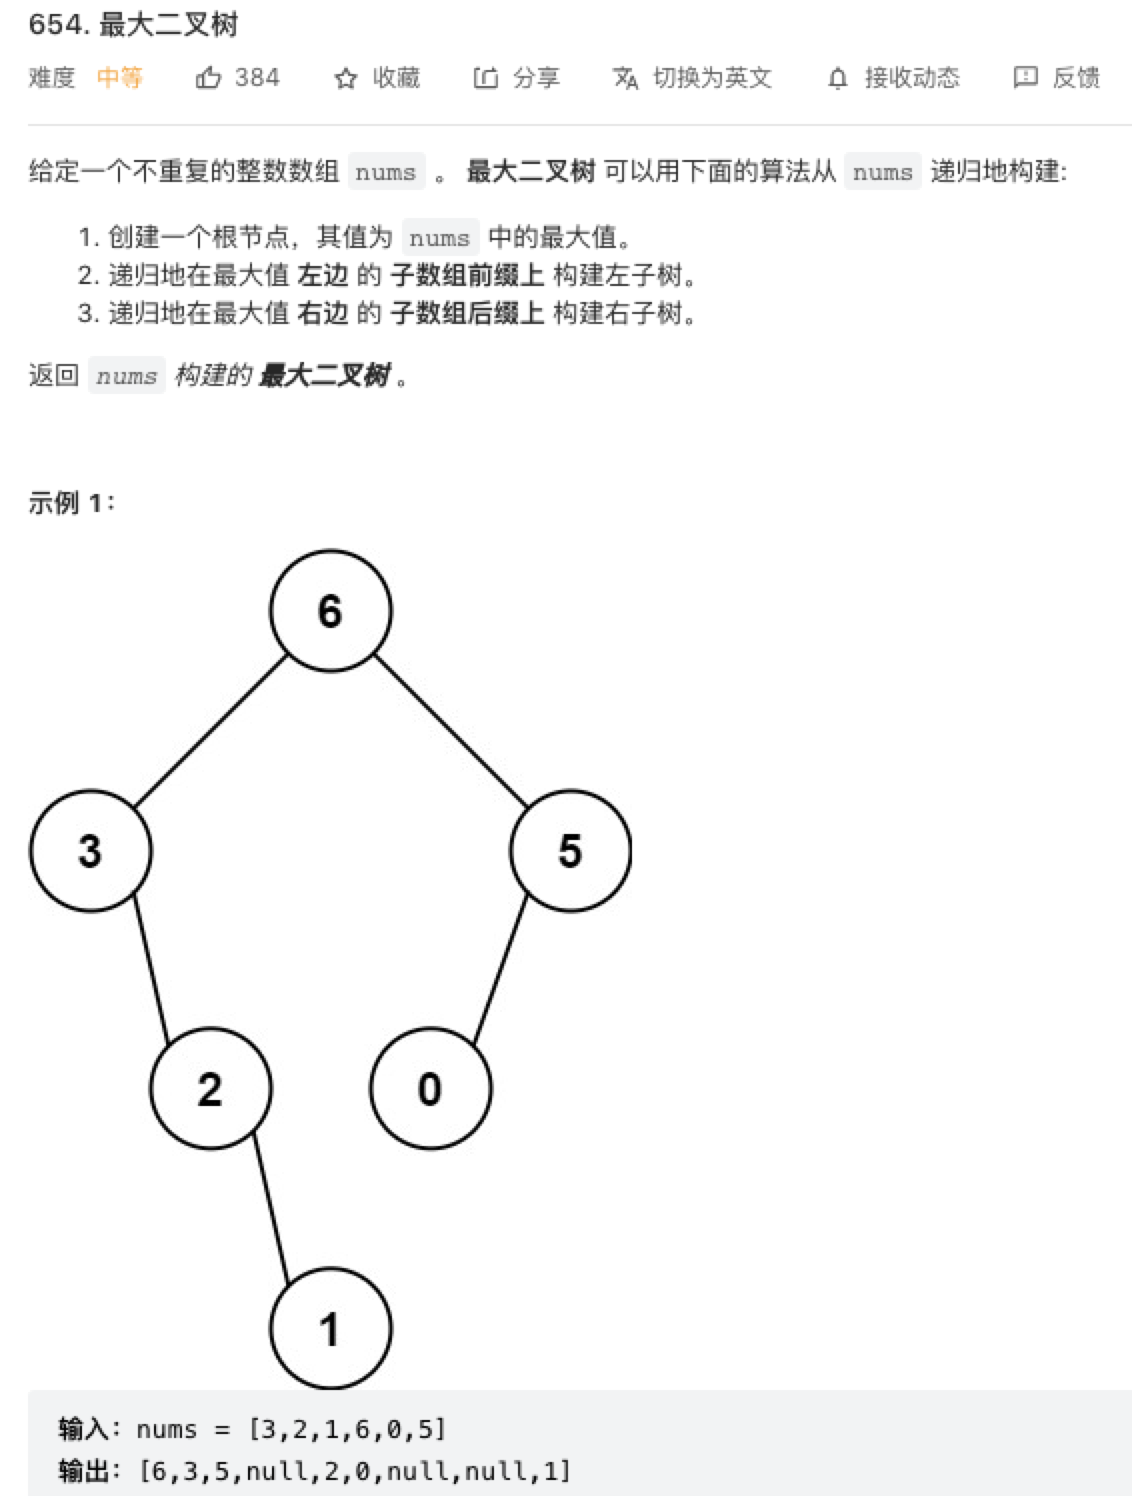 654. 最大二叉树
难度 中等 384 收藏 分享 切换为英文 接收动态 反馈
给定一个不重复的整数数组 nums 。 最大二叉树 可以用下面的算法从 nums 递归地构建:
1. 创建一个根节点，其值为 nums 中的最大值。
2. 递归地在最大值 左边 的 子数组前缀上 构建左子树。
3. 递归地在最大值 右边 的 子数组后缀上 构建右子树。
返回 nums 构建的 最大二叉树 。
示例 1：
6
3 5
2 0
1
输入：nums = [3,2,1,6,0,5]
输出：[6,3,5,null,2,0,null,null,1]